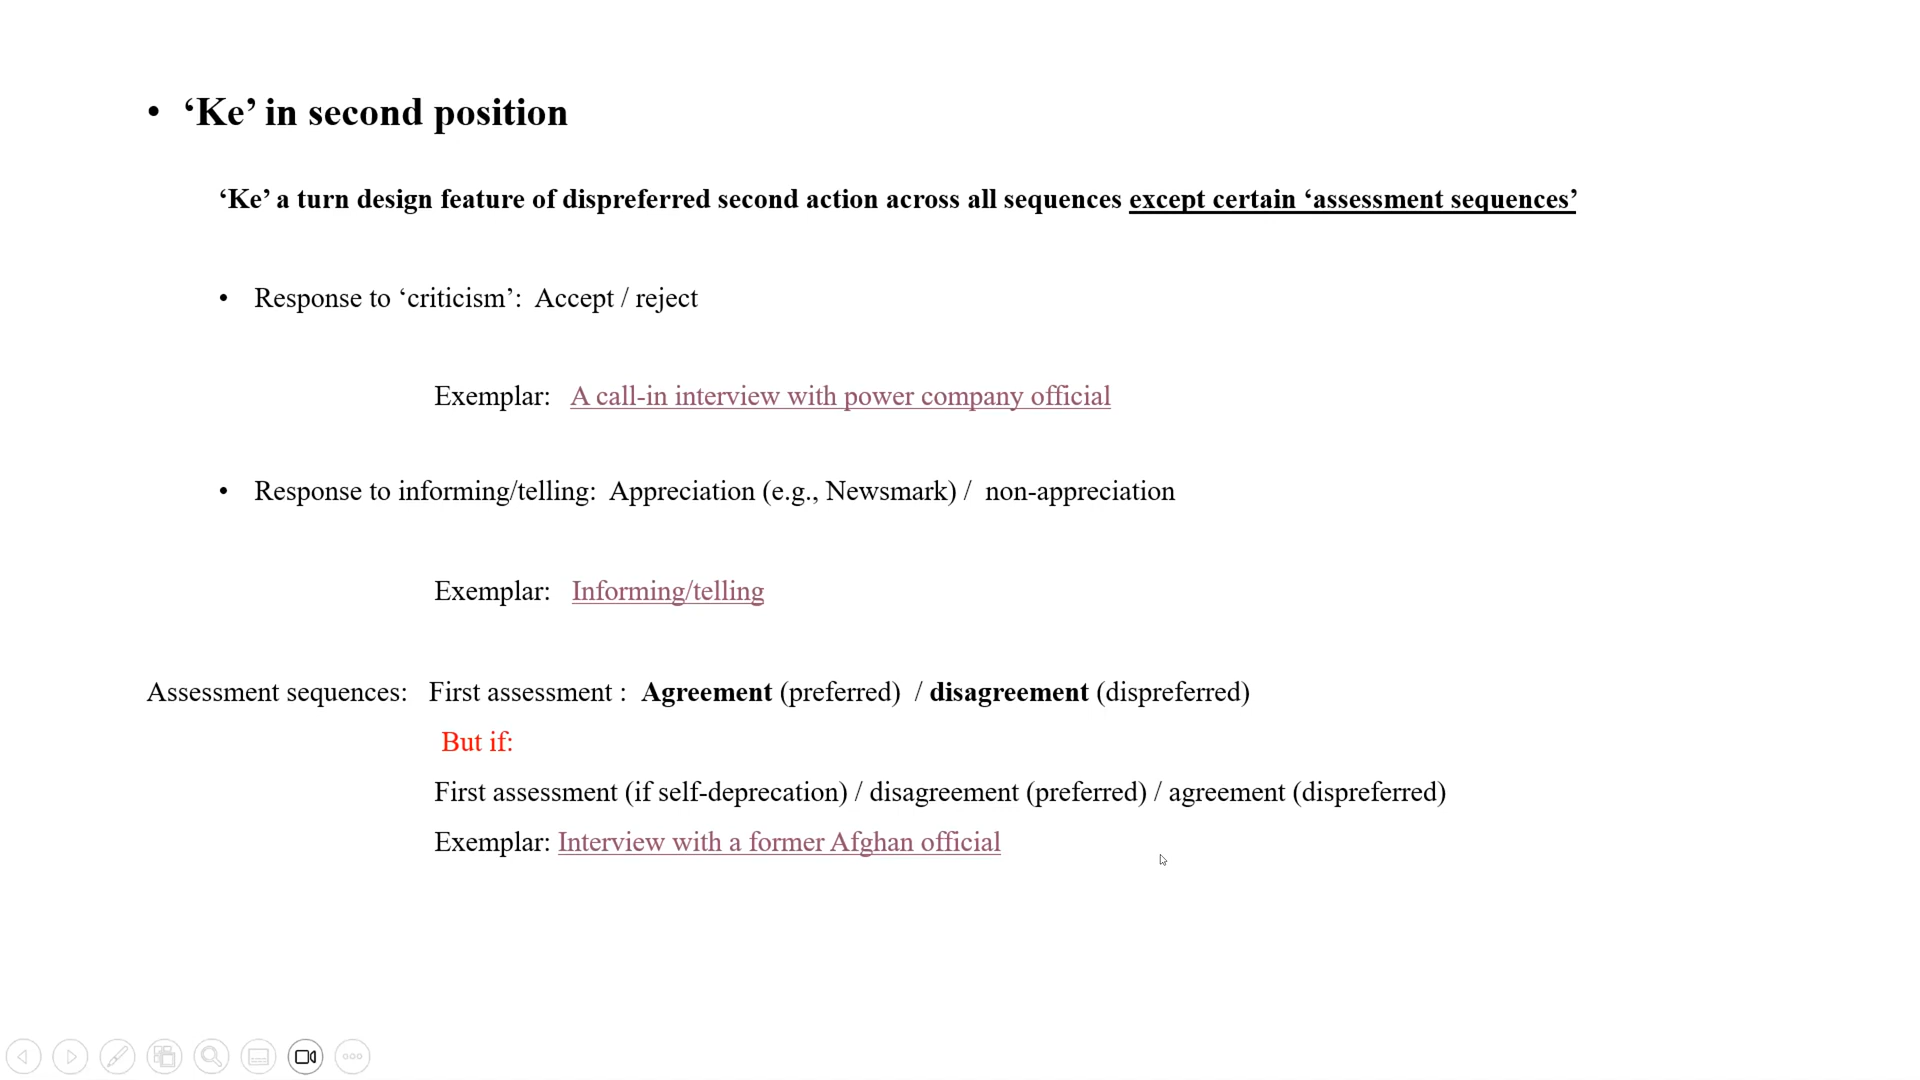 • ‘Ke’ in second position
‘Ke’ a turn design feature of dispreferred second action across all sequences except certain ‘assessment sequences’
• Response to ‘criticism’: Accept / reject
Exemplar: A call-in interview with power company official
• Response to informing/telling: Appreciation (e.g., Newsmark) / non-appreciation
Exemplar: Informing/telling
Assessment sequences: First assessment : Agreement (preferred) / disagreement (dispreferred)
But if:
First assessment (if self-deprecation) / disagreement (preferred) / agreement (dispreferred)
Exemplar: Interview with a former Afghan official